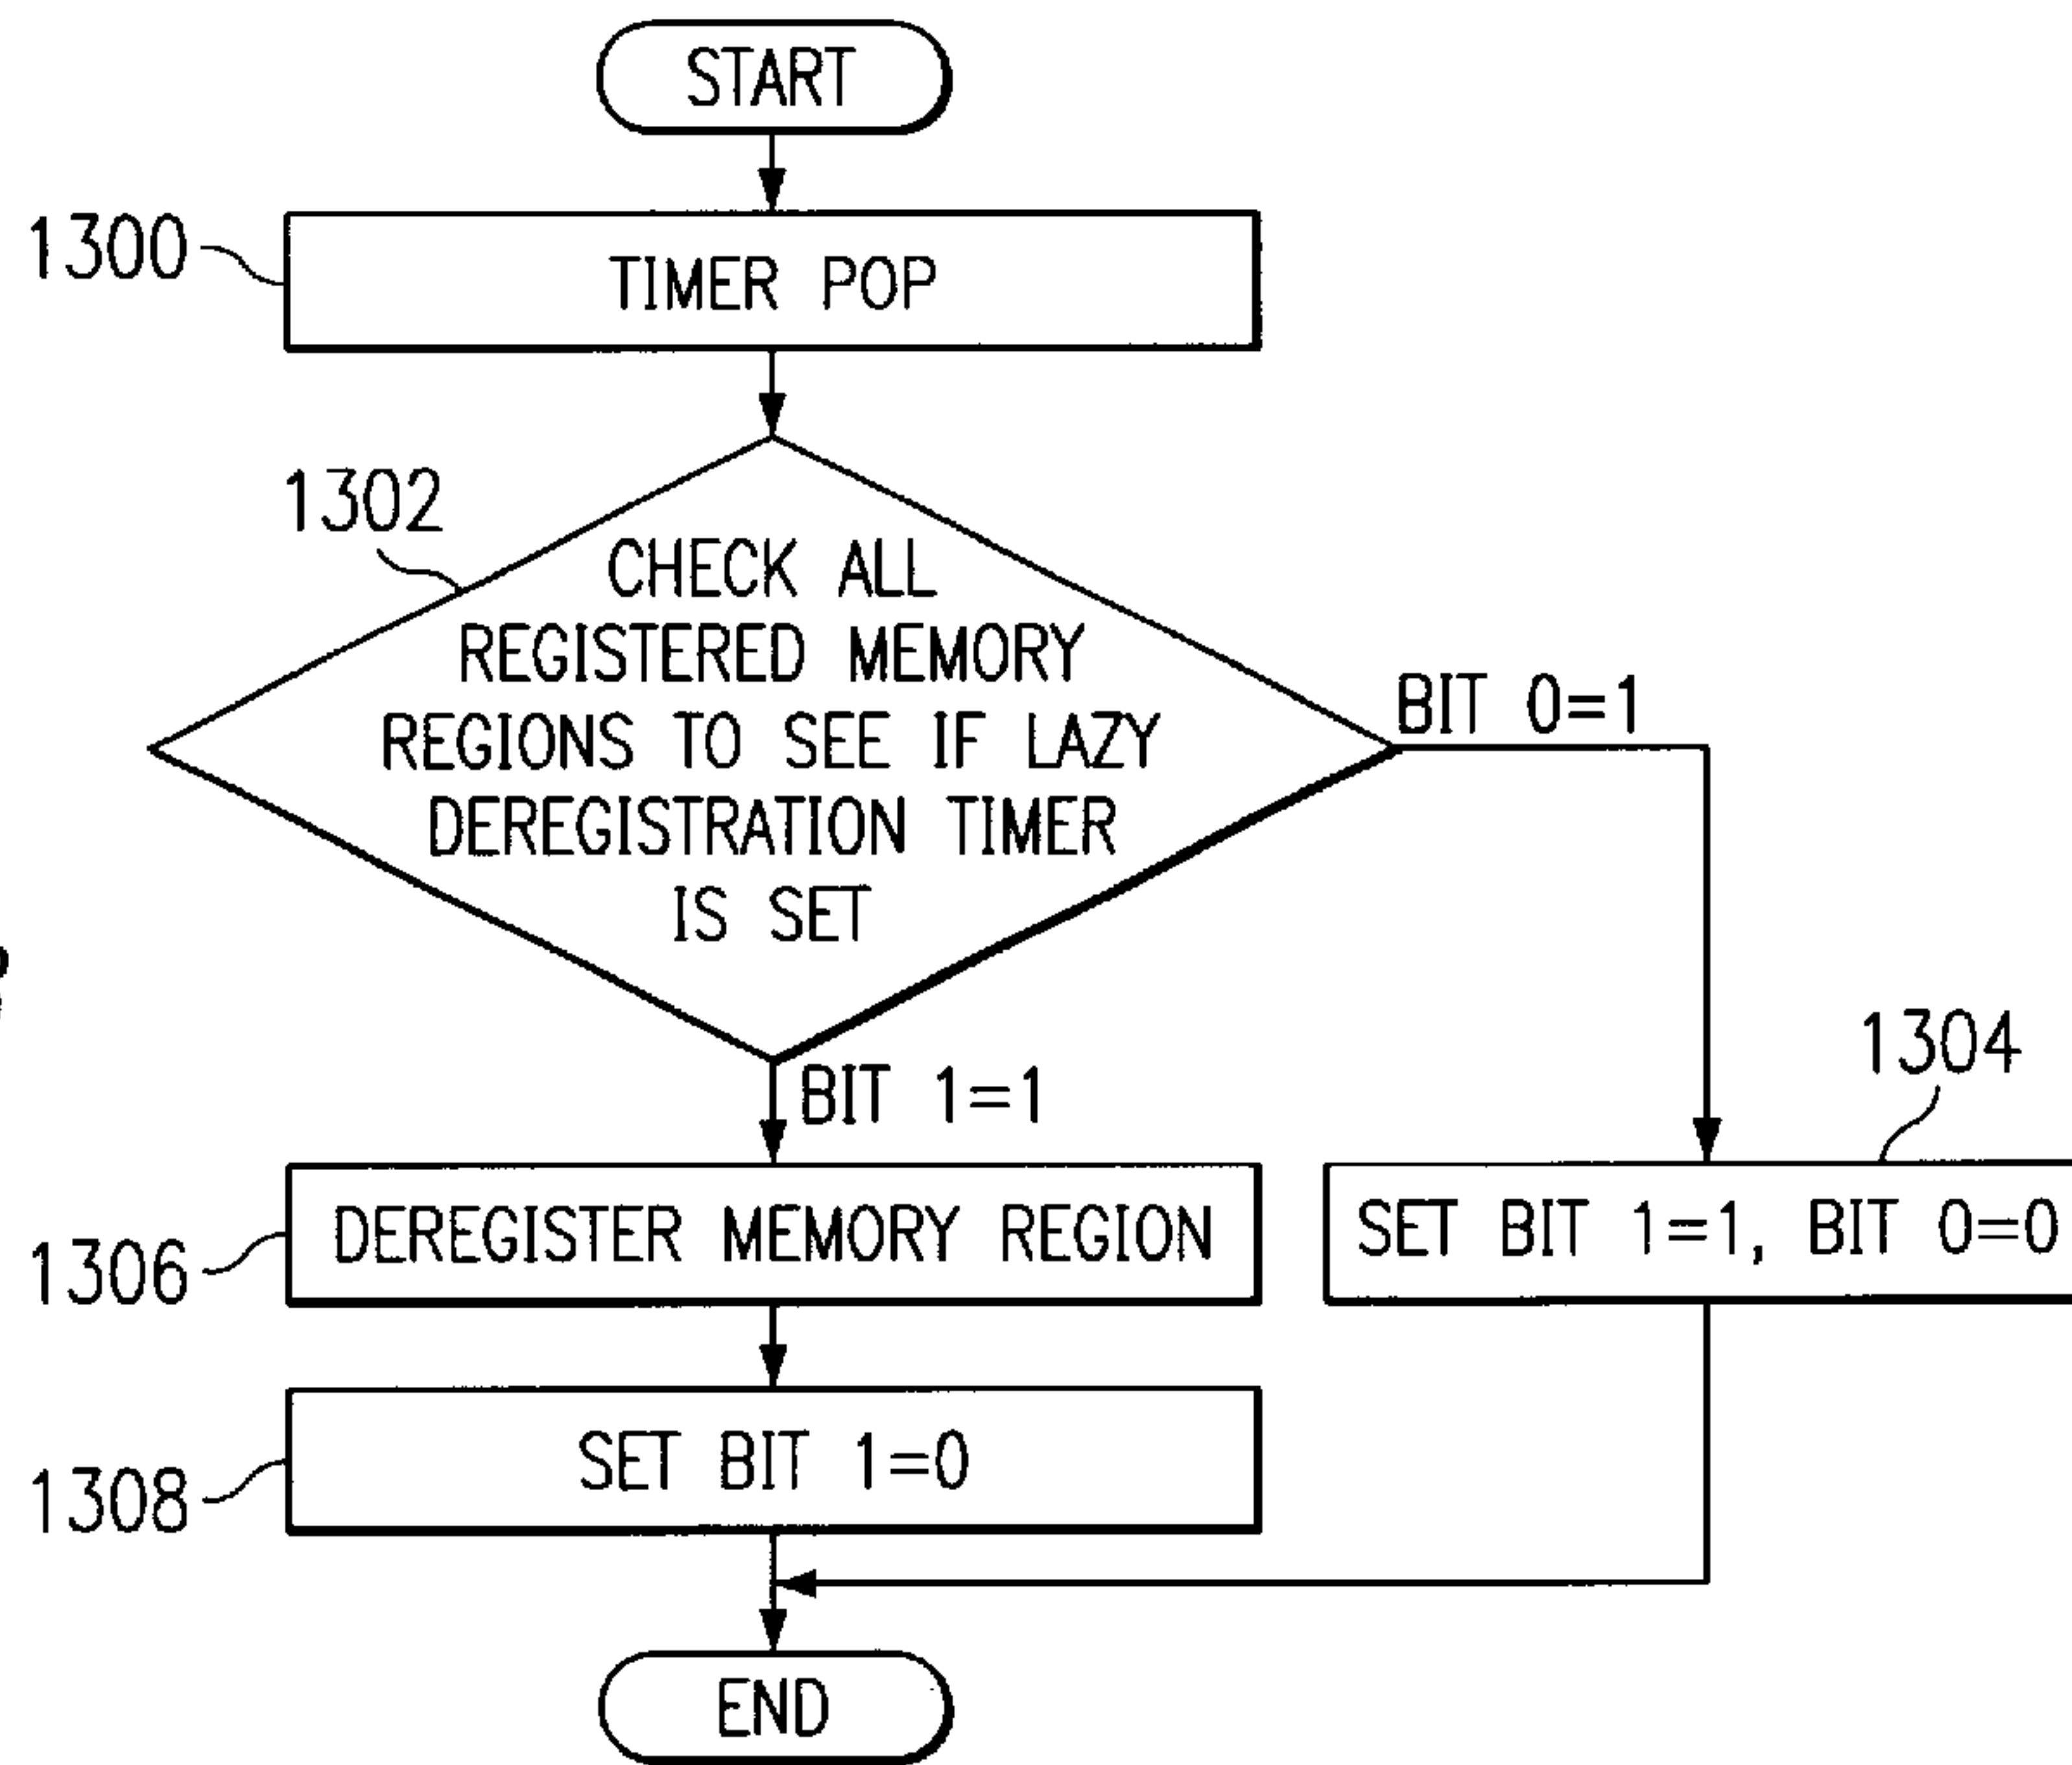 START
1300
TIMER POP
1302
CHECK ALL
REGISTERED MEMORY
REGIONS TO SEE IF LAZY
DEREGISTRATION TIMER
IS SET
BIT 0=1
BIT 1=1
1304
1306
DEREGISTER MEMORY REGION
SET BIT 1=1, BIT 0=0
1308
SET BIT 1=0
END